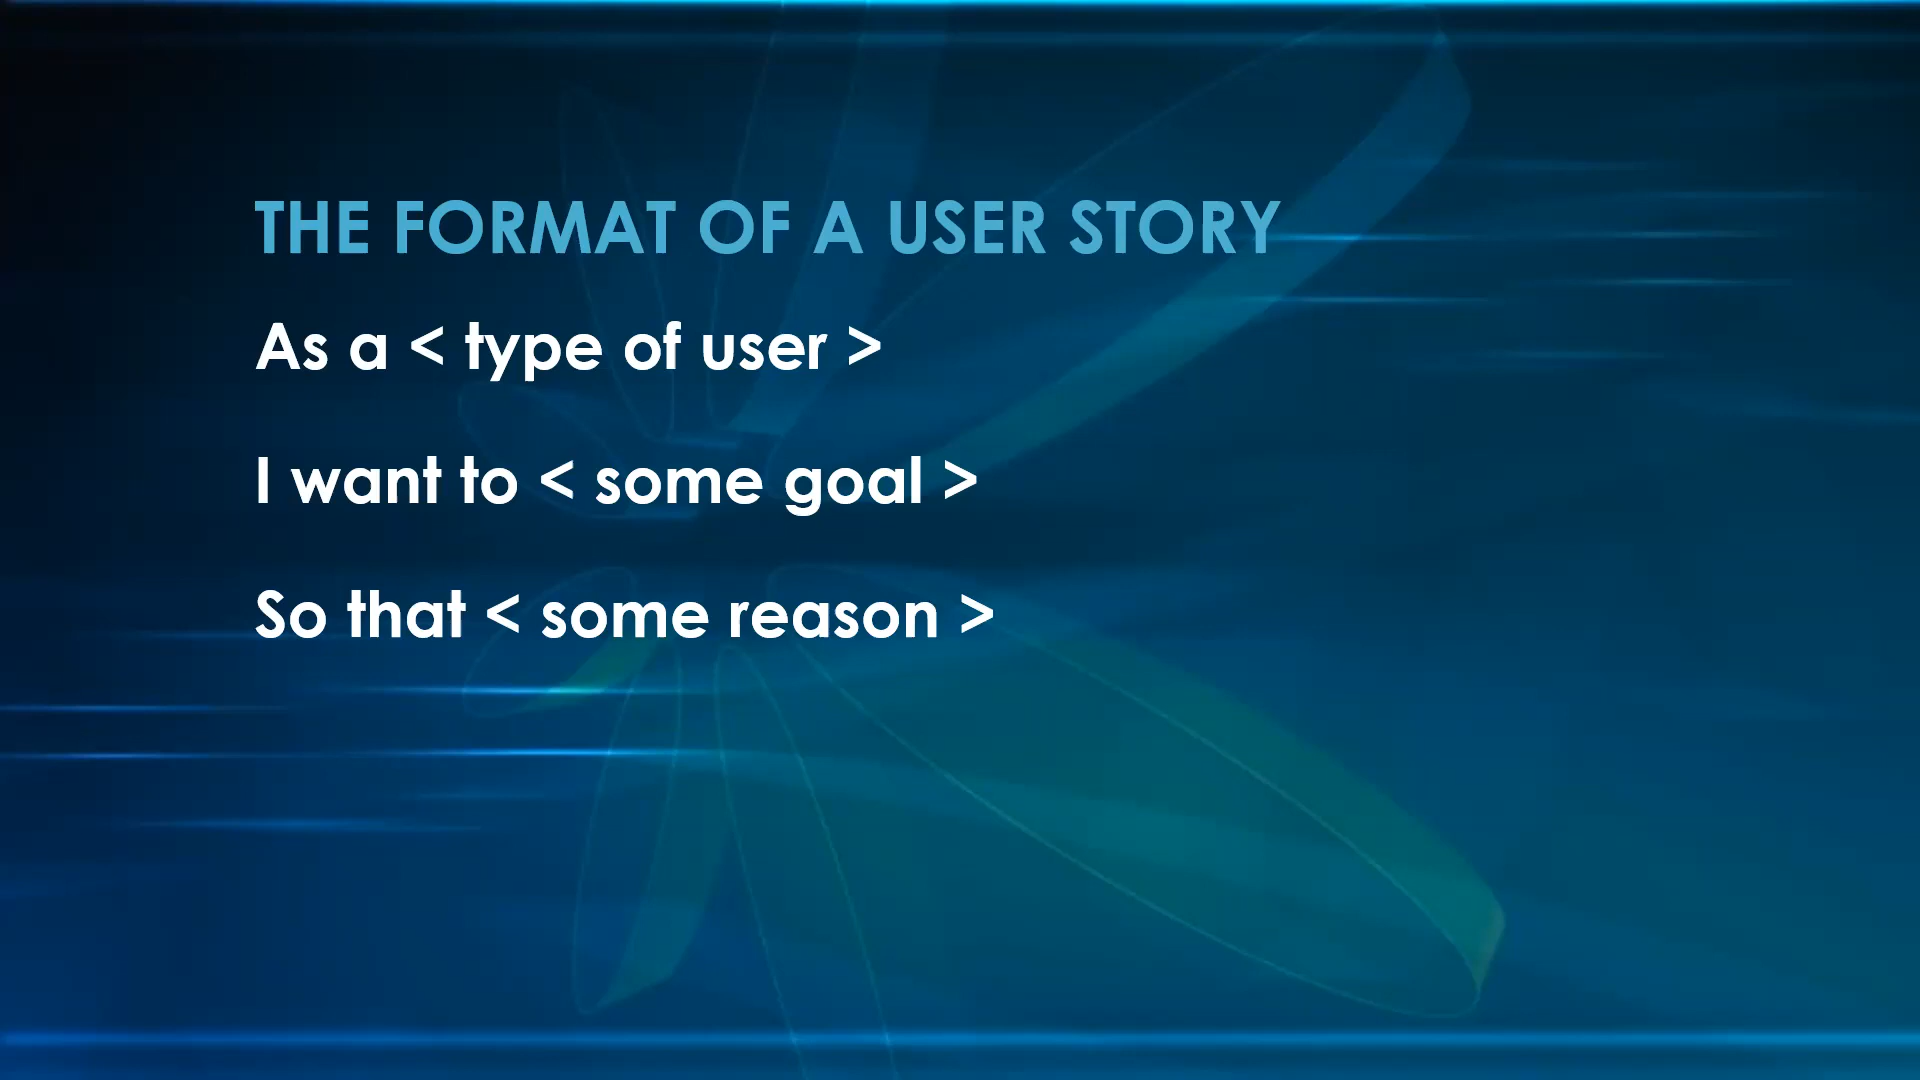 THE FORMAT OF A USER STORY
As a < type of user >
I want to < some goal >
So that < some reason >